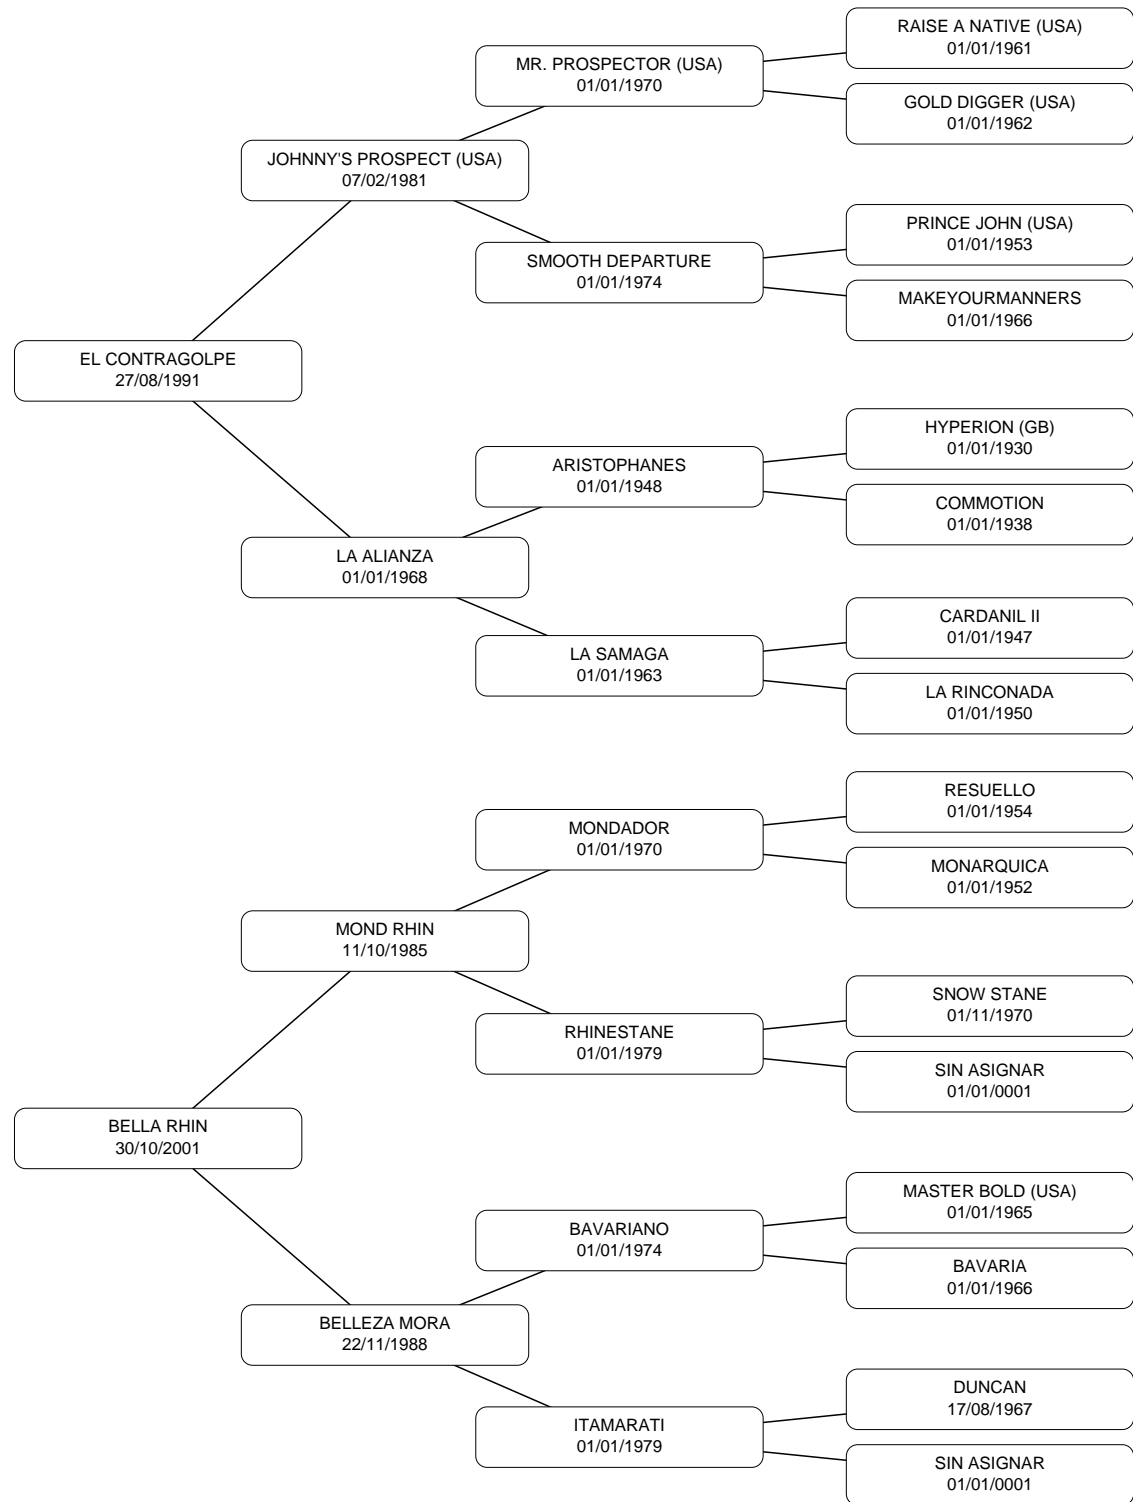 RAISE A NATIVE (USA)
01/01/1961
MR. PROSPECTOR (USA)
01/01/1970
GOLD DIGGER (USA)
01/01/1962
JOHNNY'S PROSPECT (USA)
07/02/1981
PRINCE JOHN (USA)
01/01/1953
SMOOTH DEPARTURE
01/01/1974
MAKEYOURMANNERS
01/01/1966
EL CONTRAGOLPE
27/08/1991
HYPERION (GB)
01/01/1930
ARISTOPHANES
01/01/1948
COMMOTION
01/01/1938
LA ALIANZA
01/01/1968
CARDANIL II
01/01/1947
LA SAMAGA
01/01/1963
LA RINCONADA
01/01/1950
RESUELLO
01/01/1954
MONDADOR
01/01/1970
MONARQUICA
01/01/1952
MOND RHIN
11/10/1985
SNOW STANE
01/11/1970
RHINESTANE
01/01/1979
SIN ASIGNAR
01/01/0001
BELLA RHIN
30/10/2001
MASTER BOLD (USA)
01/01/1965
BAVARIANO
01/01/1974
BAVARIA
01/01/1966
BELLEZA MORA
22/11/1988
DUNCAN
17/08/1967
ITAMARATI
01/01/1979
SIN ASIGNAR
01/01/0001